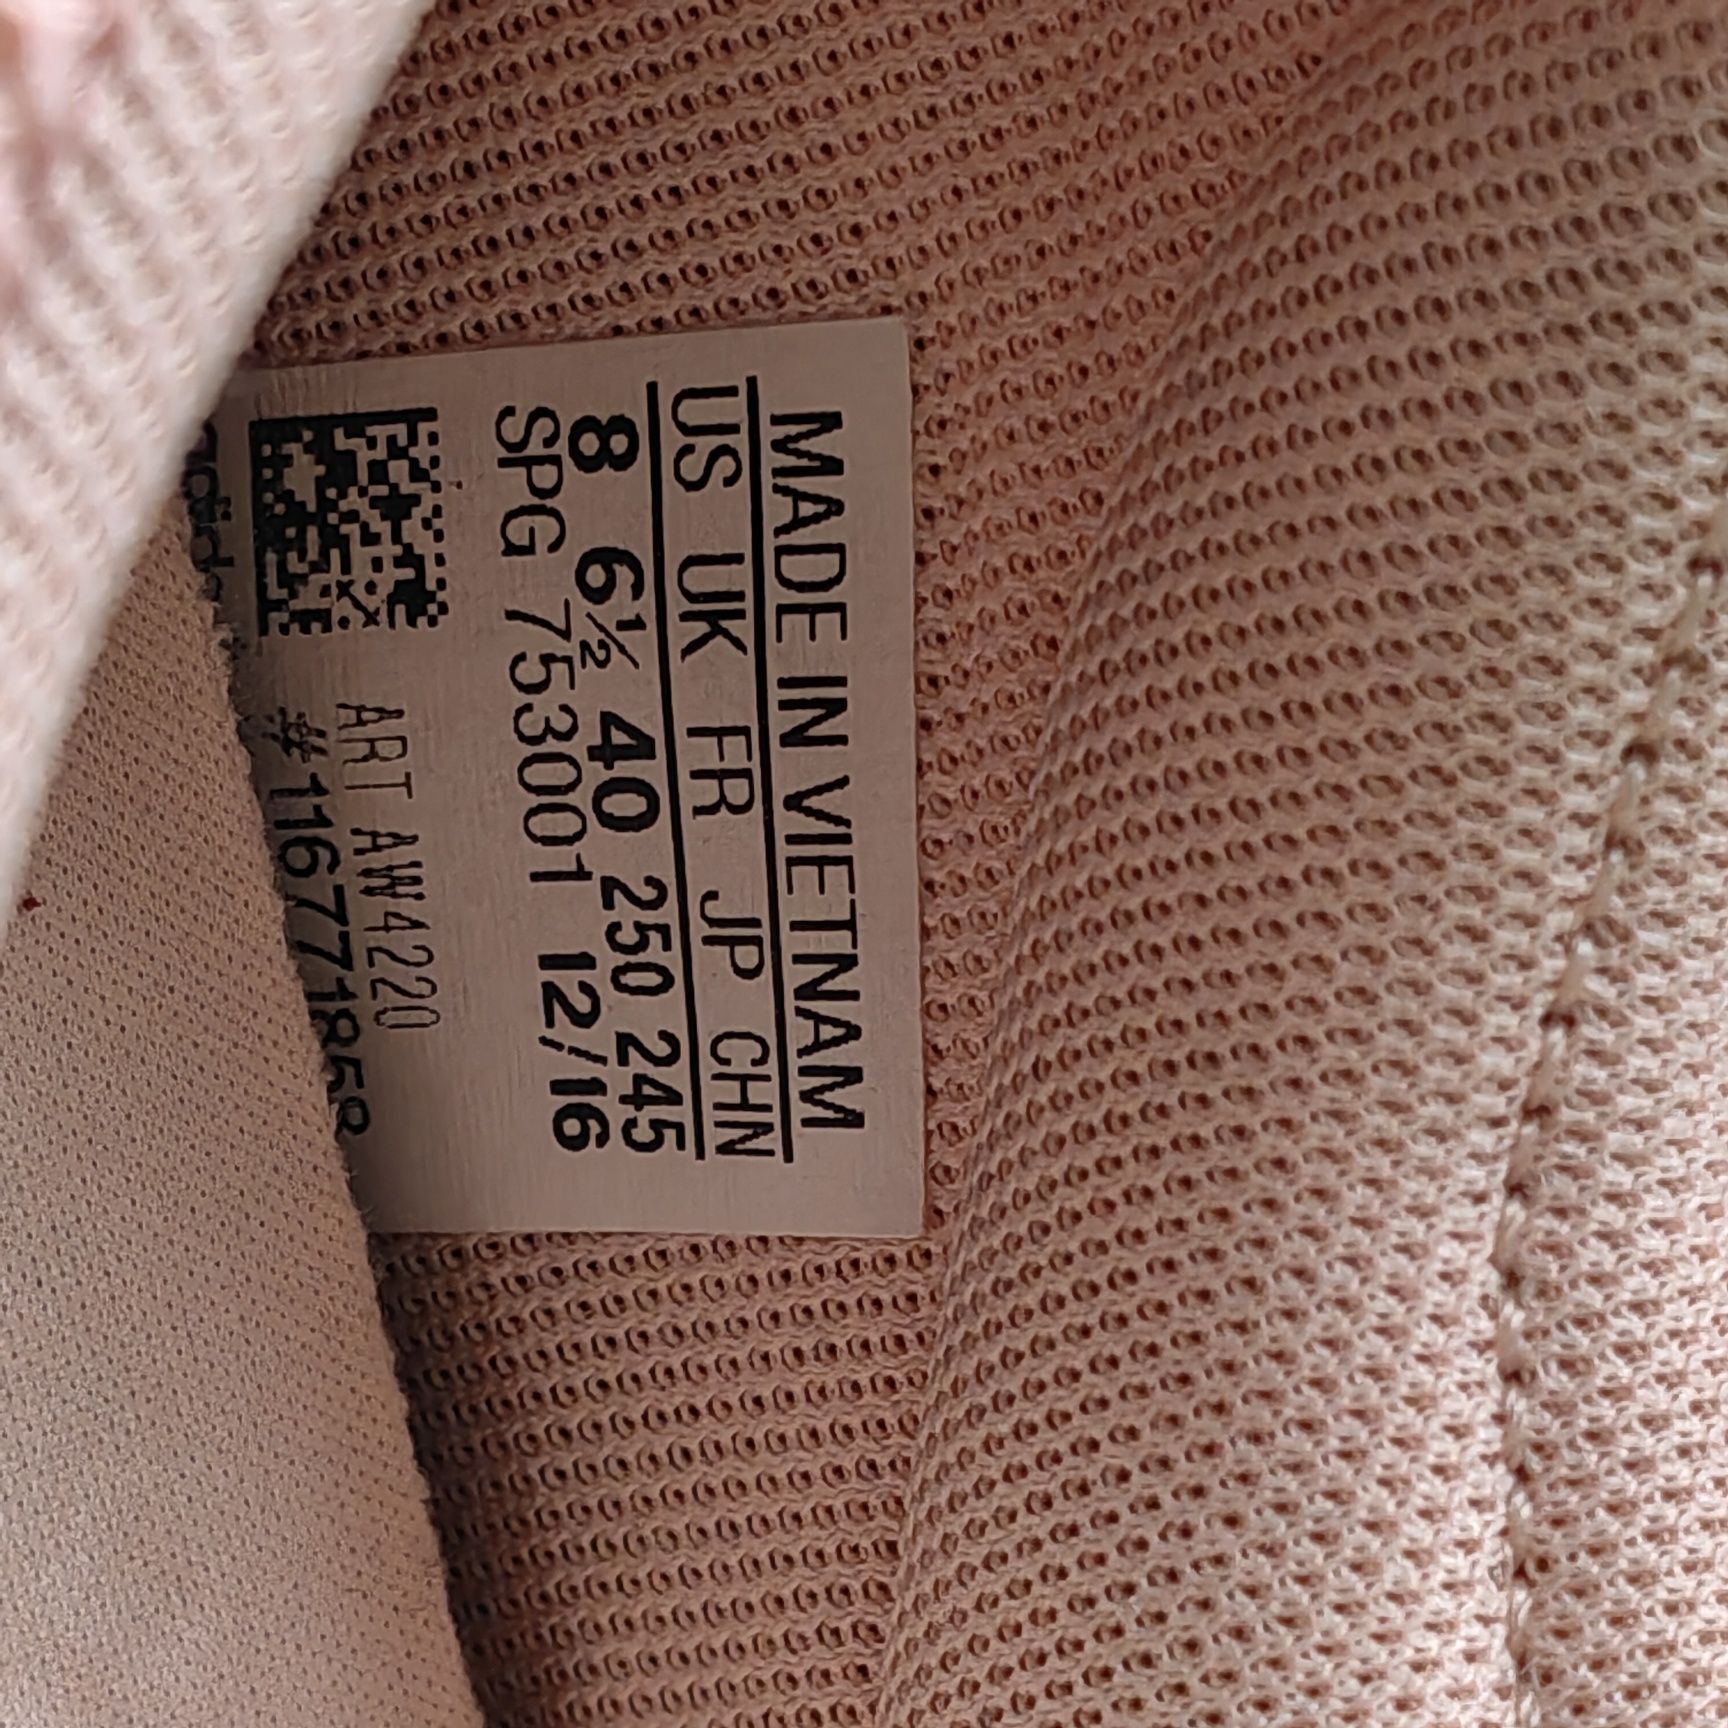 MADE IN VIETNAM
US UK FR JP CHN
8 6½ 40 250 245
SPG 753001 12/16
ART AW4220
#116771858